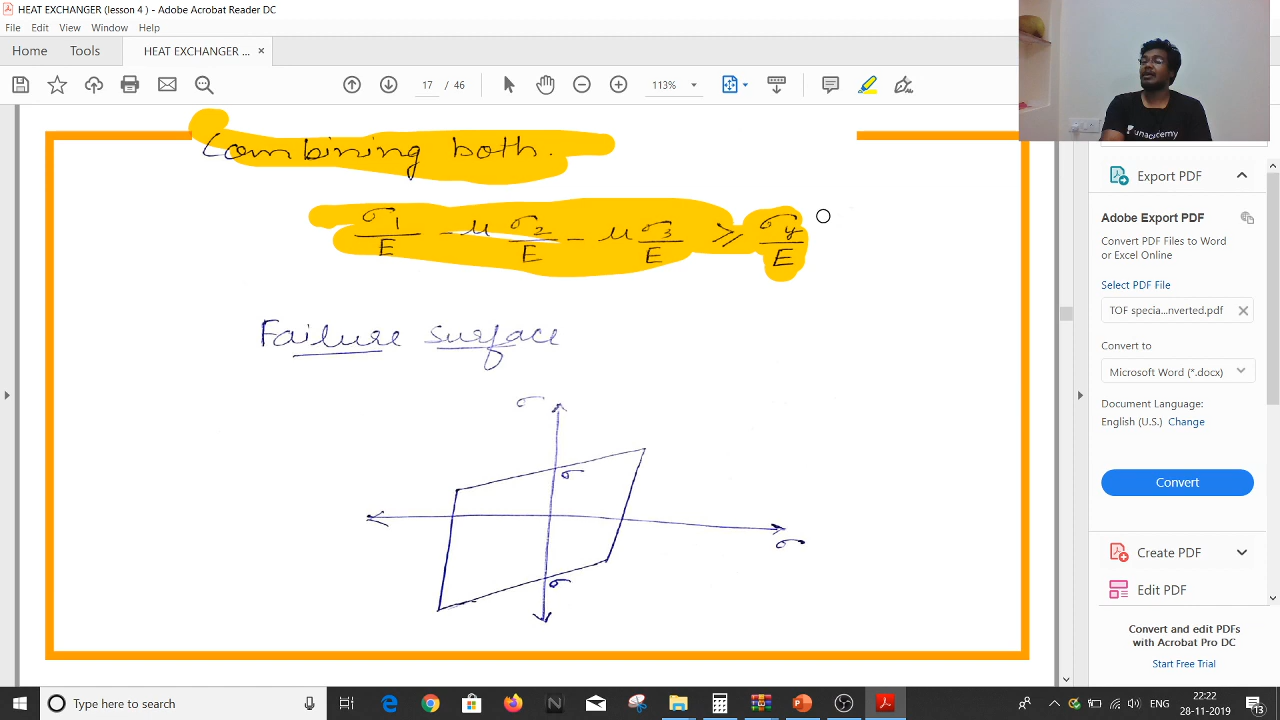 HEAT EXCHANGER (lesson 4 ) - Adobe Acrobat Reader DC
File Edit View Window Help
Home Tools HEAT EXCHANGER ... ×
17 / 46 113%
unacademy
Combining both.
σ1/E - μ σ2/E - μ σ3/E ⩾ σy/E
Failure surface
σ
σ
σ
σ
Export PDF
Adobe Export PDF
Convert PDF Files to Word
or Excel Online
Select PDF File
TOF specia...nverted.pdf
Convert to
Microsoft Word (*.docx)
Document Language:
English (U.S.) Change
Convert
Create PDF
Edit PDF
Convert and edit PDFs
with Acrobat Pro DC
Start Free Trial
Type here to search
ENG
22:22
28-11-2019
13